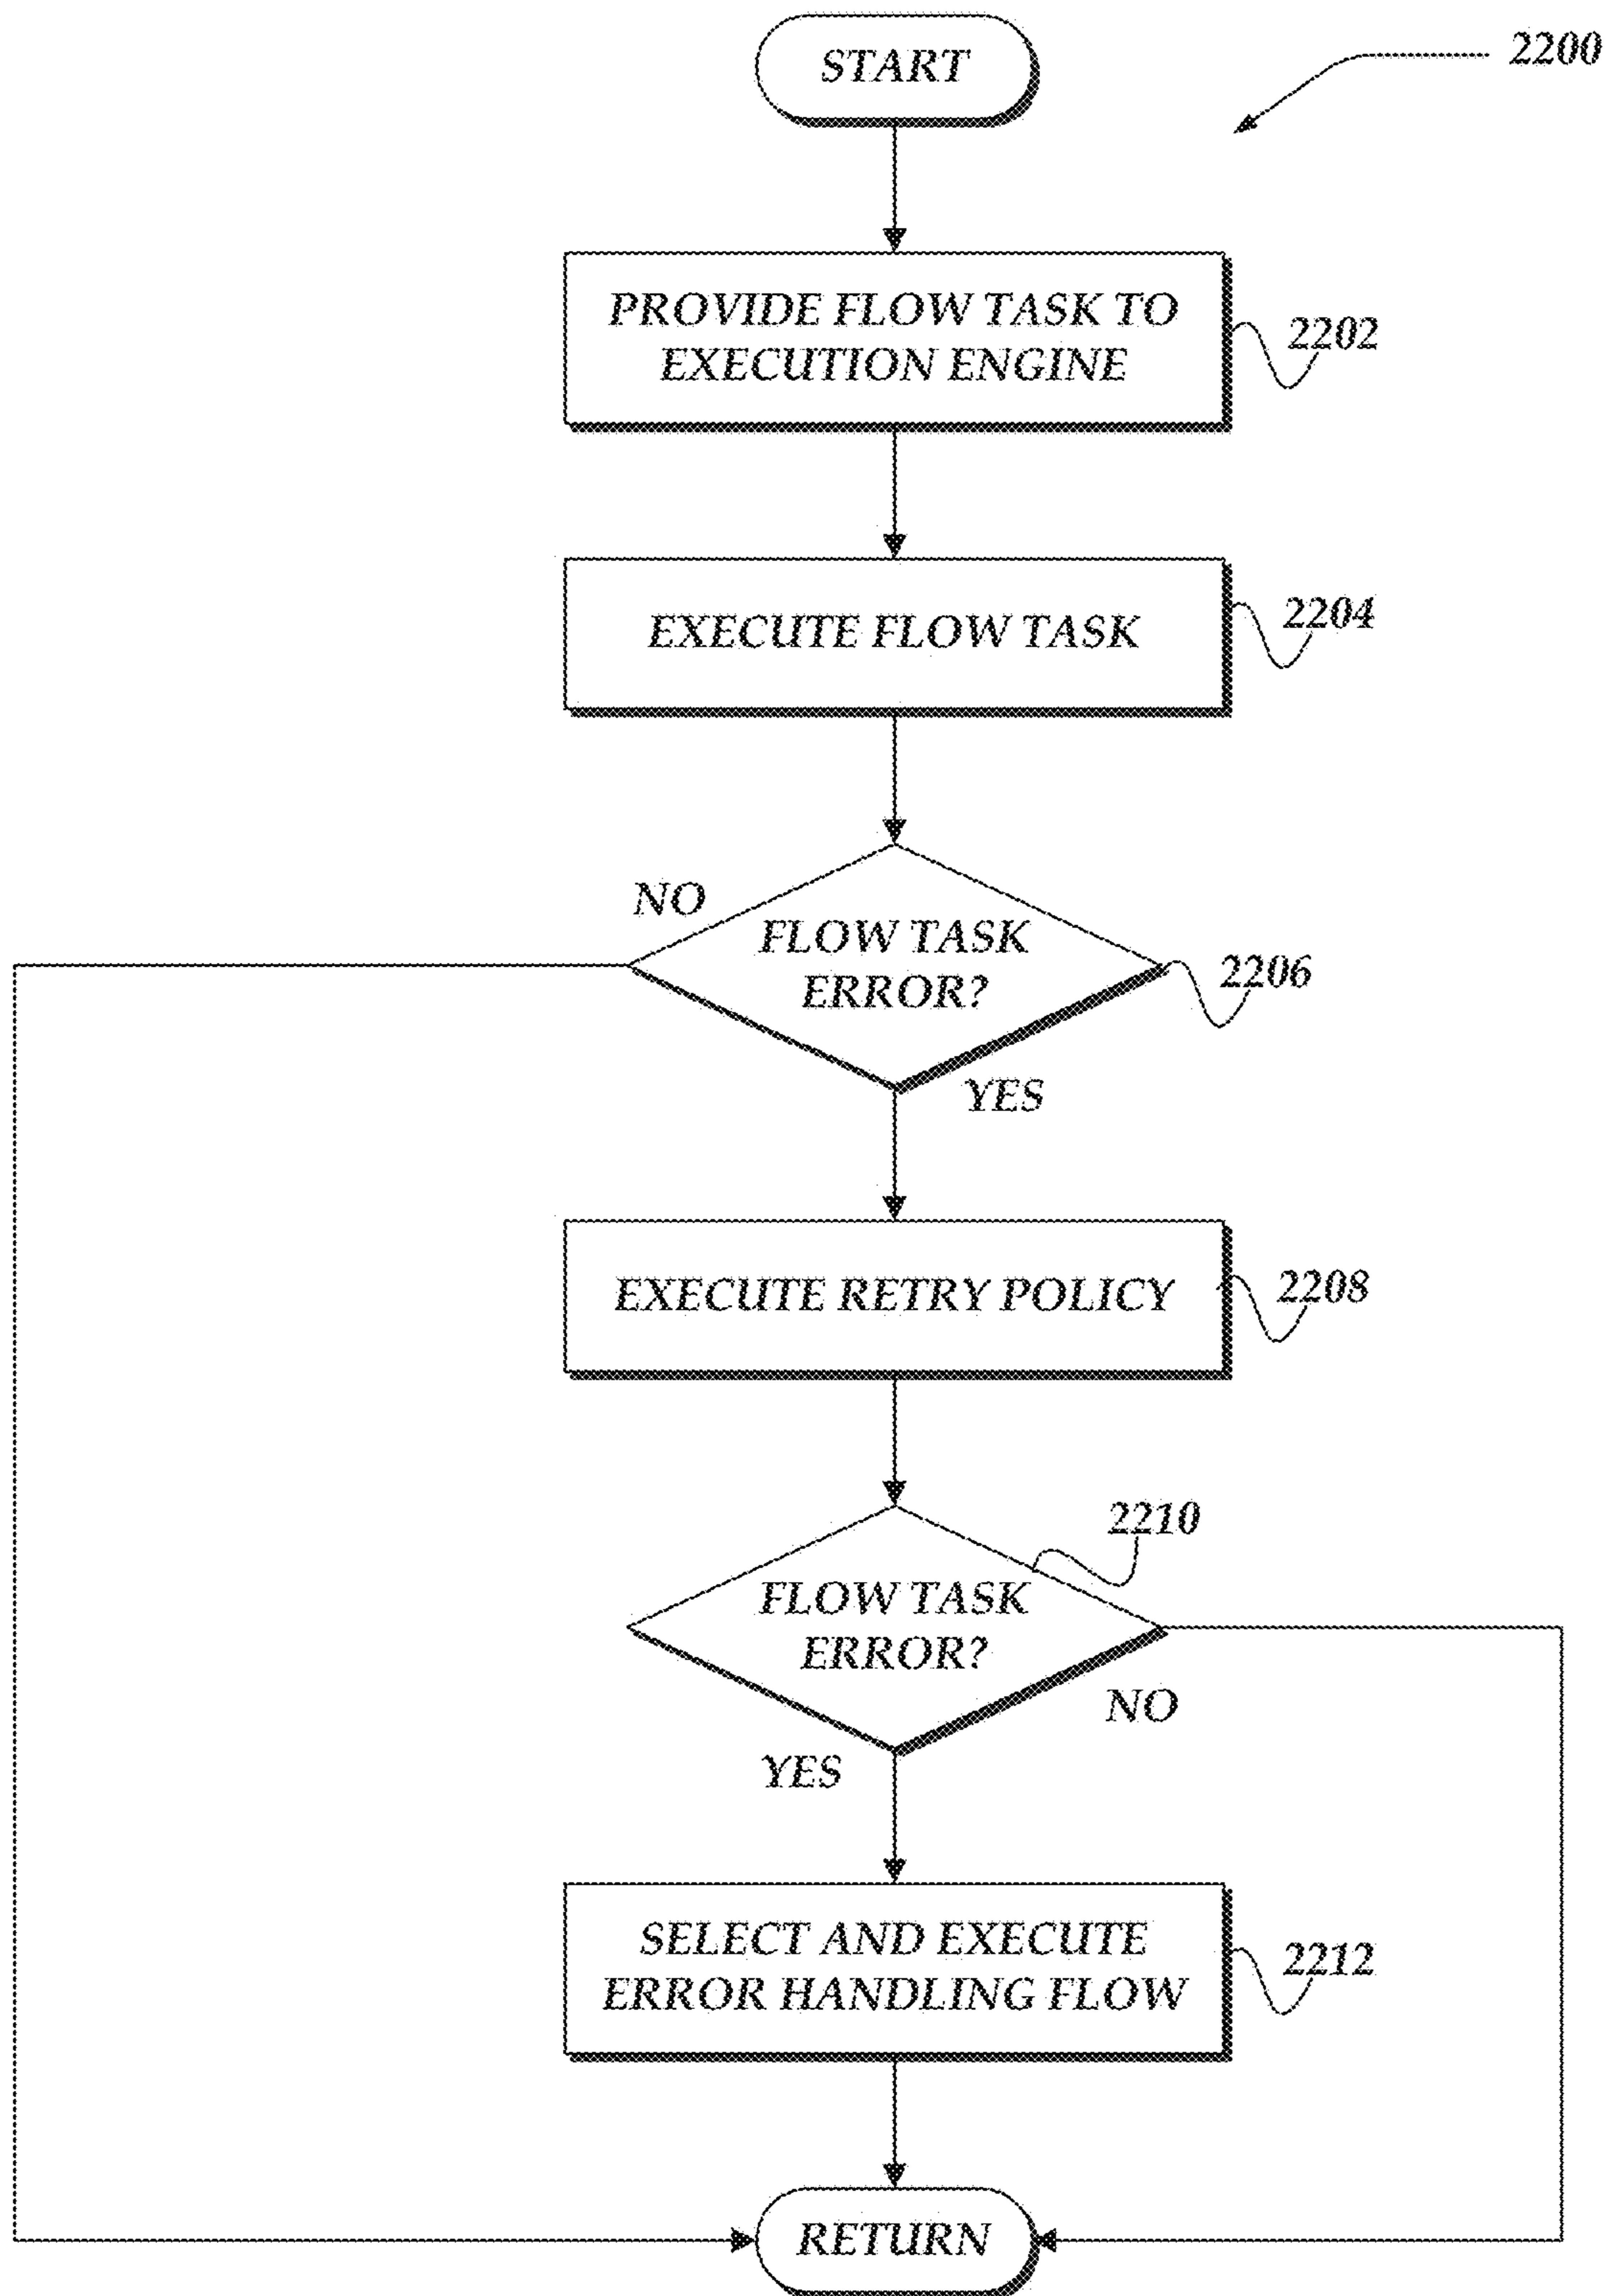 START
2200
PROVIDE FLOW TASK TO
EXECUTION ENGINE
2202
EXECUTE FLOW TASK
2204
NO
FLOW TASK
ERROR?
2206
YES
EXECUTE RETRY POLICY
2208
2210
FLOW TASK
ERROR?
NO
YES
SELECT AND EXECUTE
ERROR HANDLING FLOW
2212
RETURN